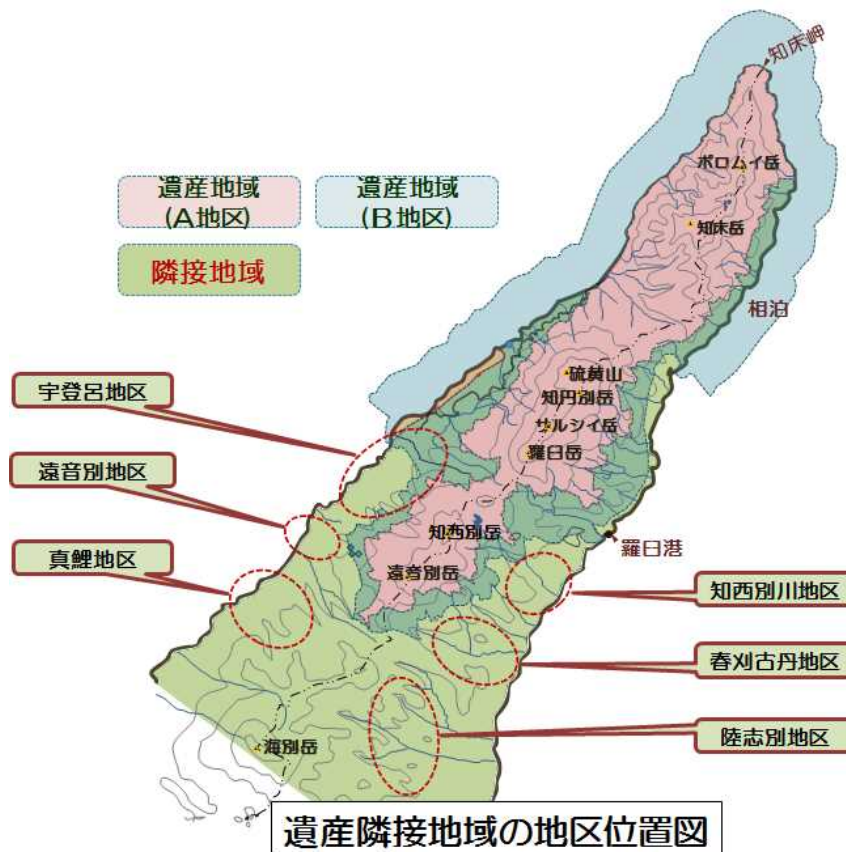 知床岬
ポロムイ岳
遺産地域
(A地区)
遺産地域
(B地区)
知床岳
隣接地域
相泊
硫黄山
知円別岳
サルシイ岳
羅臼岳
宇登呂地区
遠音別地区
知西別岳
羅臼港
真鯉地区
遠音別岳
知西別川地区
春刈古丹地区
陸志別地区
海別岳
遺産隣接地域の地区位置図